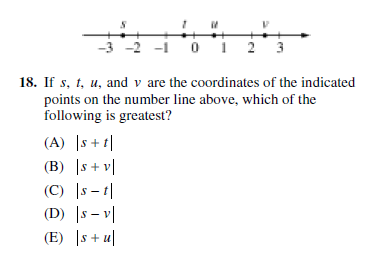 s t u v
-3 -2 -1 0 1 2 3
18. If s, t, u, and v are the coordinates of the indicated
points on the number line above, which of the
following is greatest?
(A) |s + t|
(B) |s + v|
(C) |s – t|
(D) |s – v|
(E) |s + u|